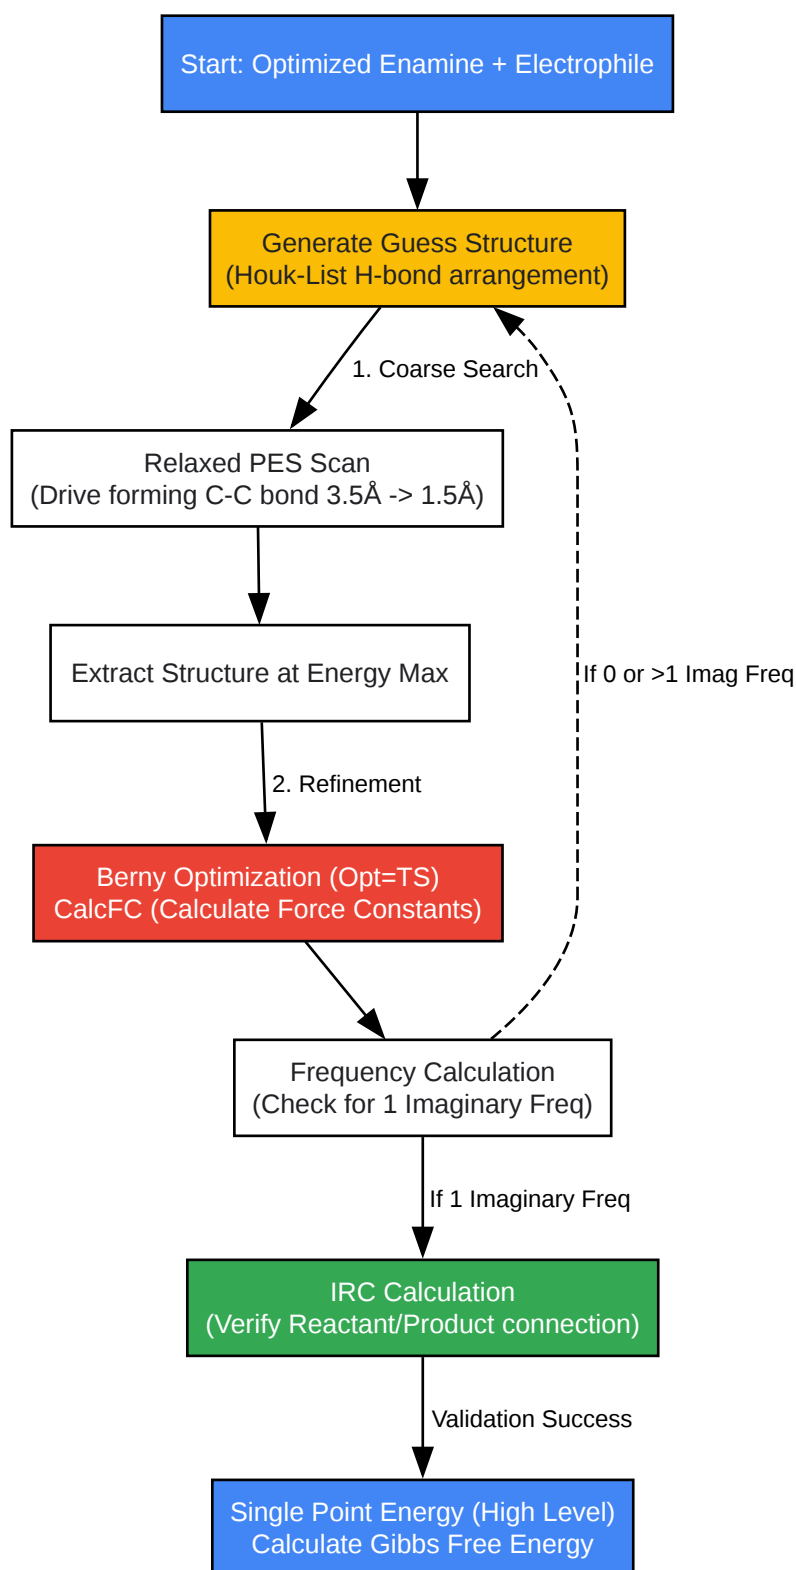 Start: Optimized Enamine + Electrophile
Generate Guess Structure
(Houk-List H-bond arrangement)
1. Coarse Search
Relaxed PES Scan
(Drive forming C-C bond 3.5Å -> 1.5Å)
Extract Structure at Energy Max
If 0 or >1 Imag Freq
2. Refinement
Berny Optimization (Opt=TS)
CalcFC (Calculate Force Constants)
Frequency Calculation
(Check for 1 Imaginary Freq)
If 1 Imaginary Freq
IRC Calculation
(Verify Reactant/Product connection)
Validation Success
Single Point Energy (High Level)
Calculate Gibbs Free Energy